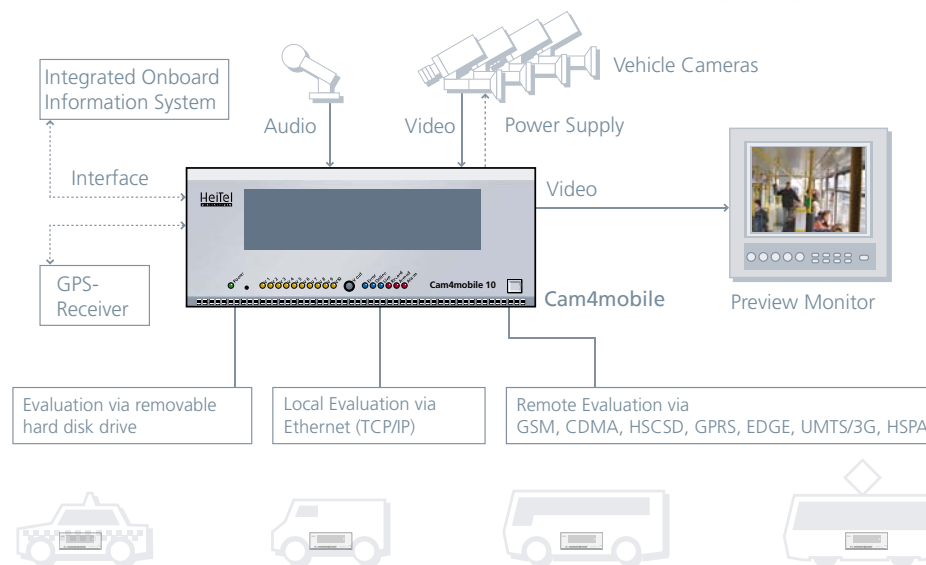 Integrated Onboard
Information System
Audio
Video
Vehicle Cameras
Power Supply
Interface
HeiTel
Video
GPS-
Receiver
Power
Cam4mobile 10
Cam4mobile
Preview Monitor
Evaluation via removable
hard disk drive
Local Evaluation via
Ethernet (TCP/IP)
Remote Evaluation via
GSM, CDMA, HSCSD, GPRS, EDGE, UMTS/3G, HSPA